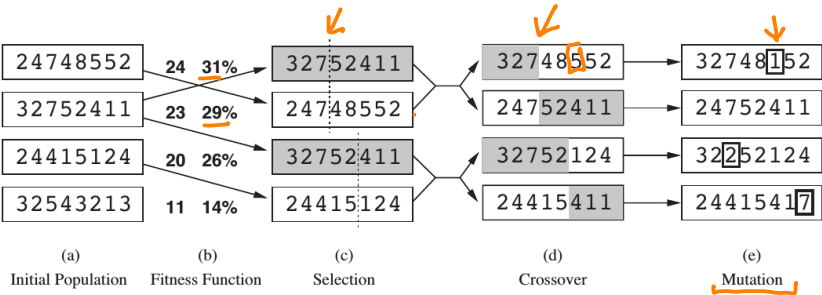 24748552 24 31% 32752411 32748552 32748152
32752411 23 29% 24748552 24752411 24752411
24415124 20 26% 32752411 32752124 32252124
32543213 11 14% 24415124 24415411 24415417
(a) (b) (c) (d) (e)
Initial Population Fitness Function Selection Crossover Mutation